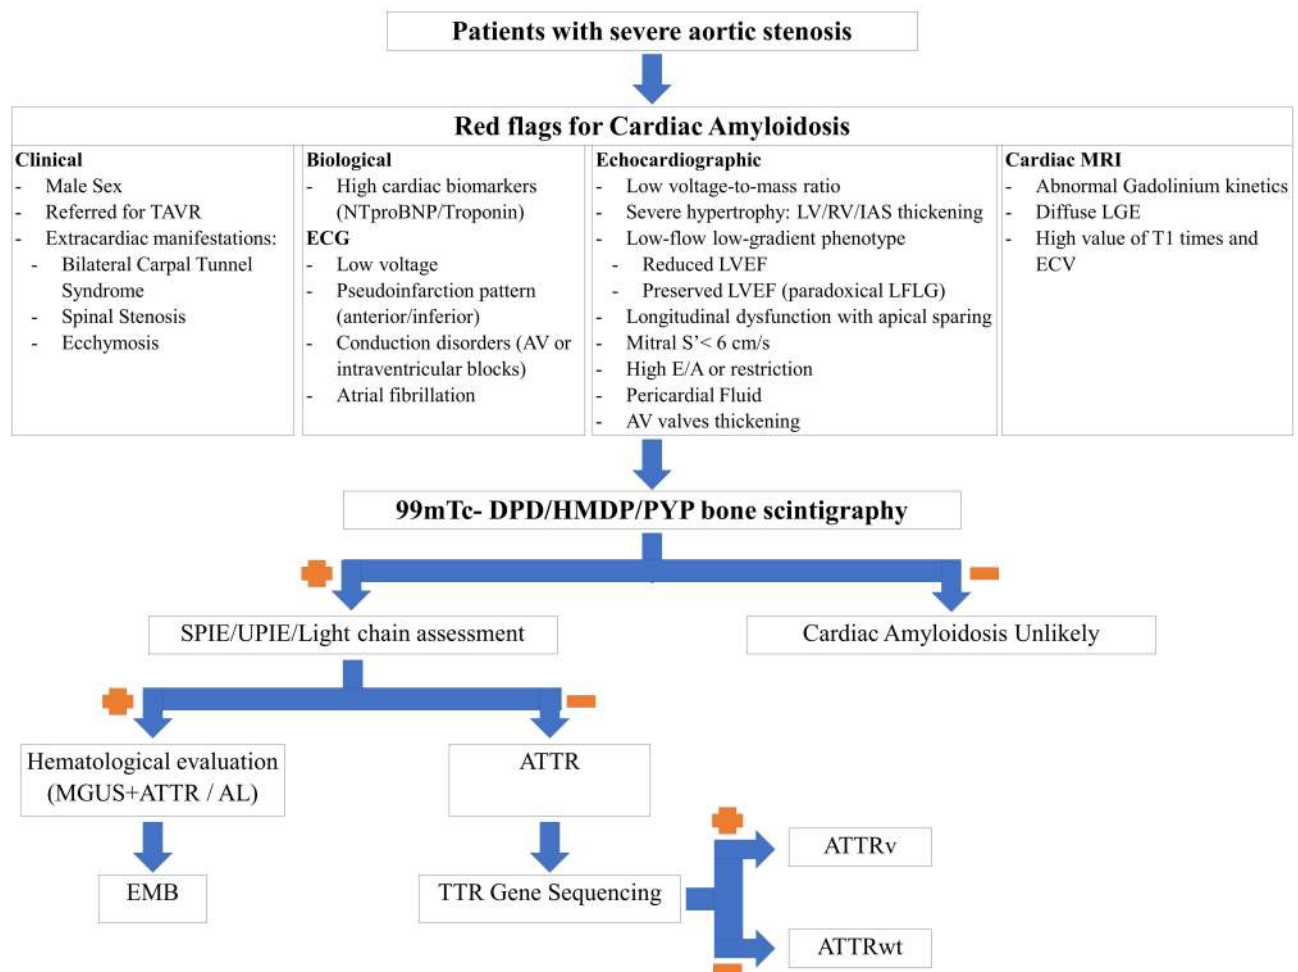 Patients with severe aortic stenosis
Red flags for Cardiac Amyloidosis
Clinical
- Male Sex
- Referred for TAVR
- Extracardiac manifestations:
- Bilateral Carpal Tunnel
Syndrome
- Spinal Stenosis
- Ecchymosis
Biological
- High cardiac biomarkers
(NTproBNP/Troponin)
ECG
- Low voltage
- Pseudoinfarction pattern
(anterior/inferior)
- Conduction disorders (AV or
intraventricular blocks)
- Atrial fibrillation
Echocardiographic
- Low voltage-to-mass ratio
- Severe hypertrophy: LV/RV/IAS thickening
- Low-flow low-gradient phenotype
- Reduced LVEF
- Preserved LVEF (paradoxical LFLG)
- Longitudinal dysfunction with apical sparing
- Mitral S'< 6 cm/s
- High E/A or restriction
- Pericardial Fluid
- AV valves thickening
Cardiac MRI
- Abnormal Gadolinium kinetics
- Diffuse LGE
- High value of T1 times and
ECV
99mTc- DPD/HMDP/PYP bone scintigraphy
SPIE/UPIE/Light chain assessment
Cardiac Amyloidosis Unlikely
Hematological evaluation
(MGUS+ATTR / AL)
ATTR
EMB
TTR Gene Sequencing
ATTRv
ATTRwt